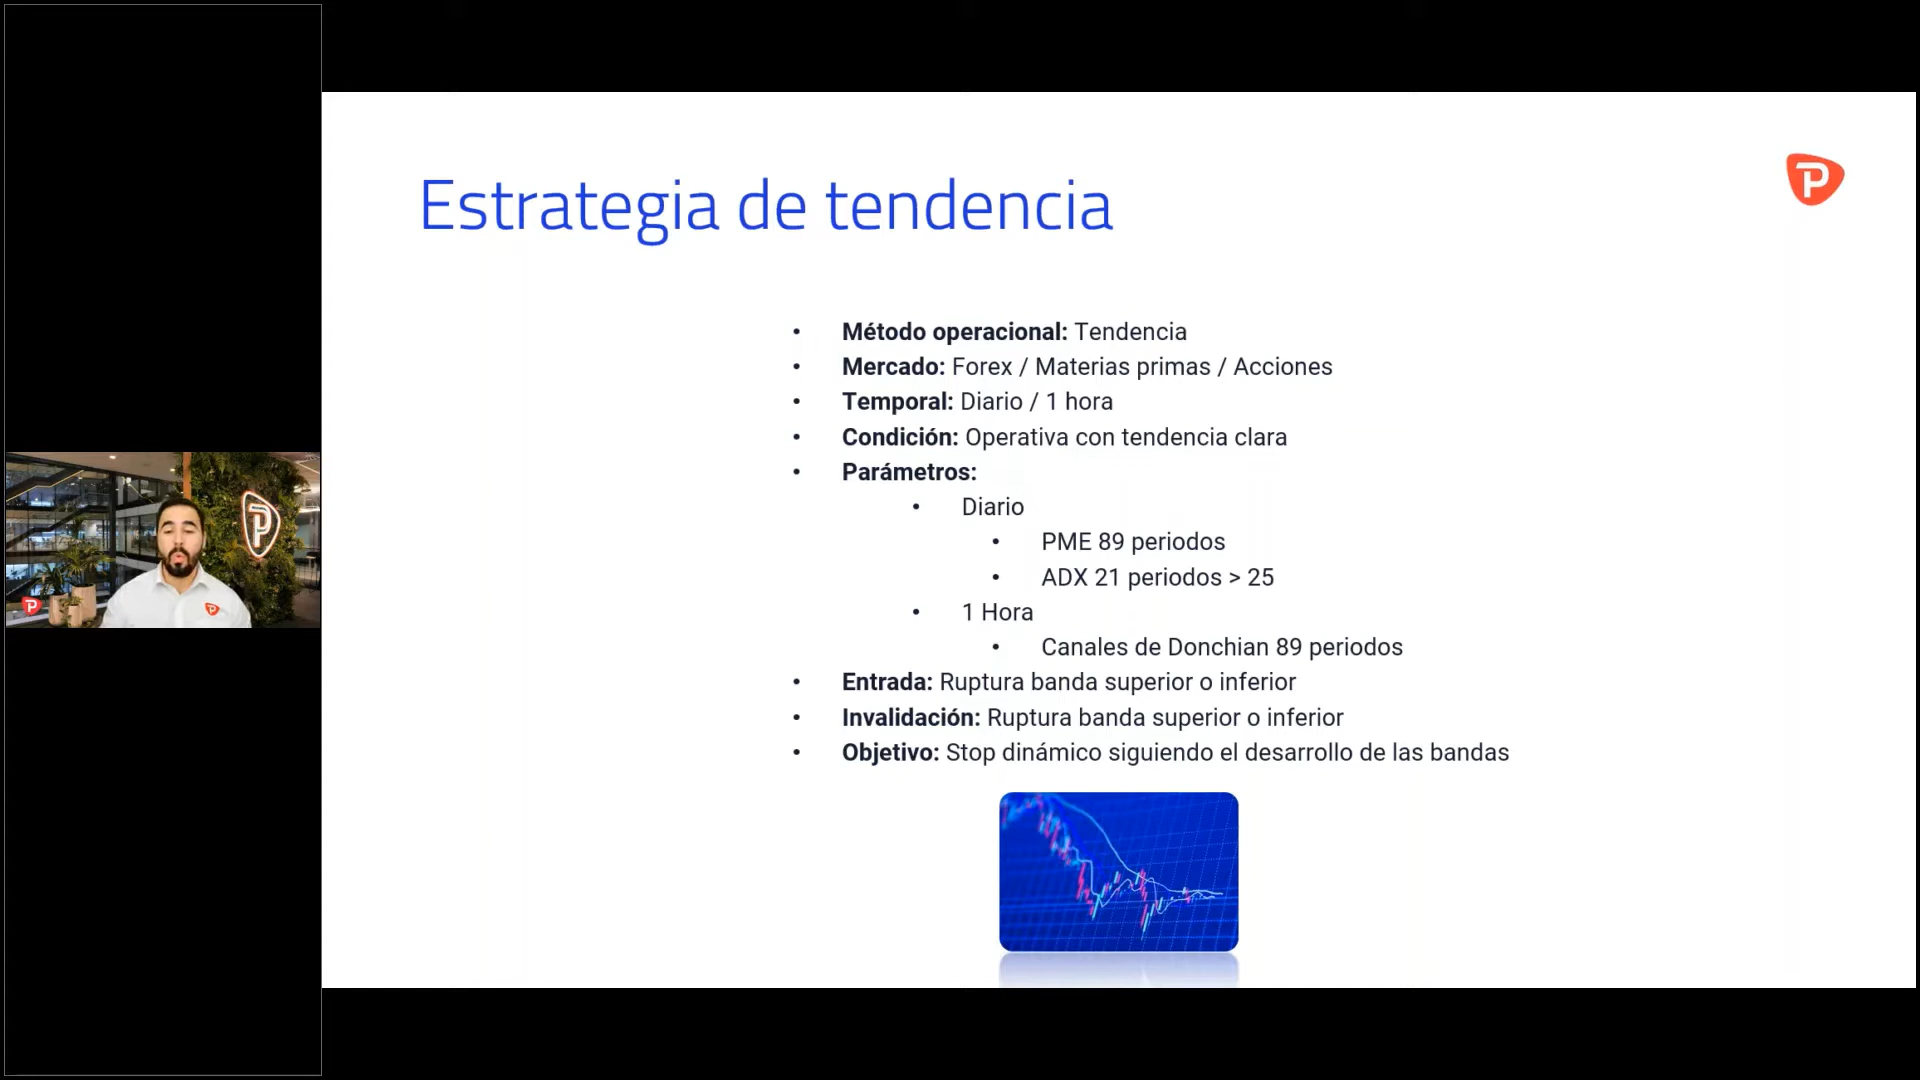 Estrategia de tendencia
• Método operacional: Tendencia
• Mercado: Forex / Materias primas / Acciones
• Temporal: Diario / 1 hora
• Condición: Operativa con tendencia clara
• Parámetros:
• Diario
• PME 89 periodos
• ADX 21 periodos > 25
• 1 Hora
• Canales de Donchian 89 periodos
• Entrada: Ruptura banda superior o inferior
• Invalidación: Ruptura banda superior o inferior
• Objetivo: Stop dinámico siguiendo el desarrollo de las bandas